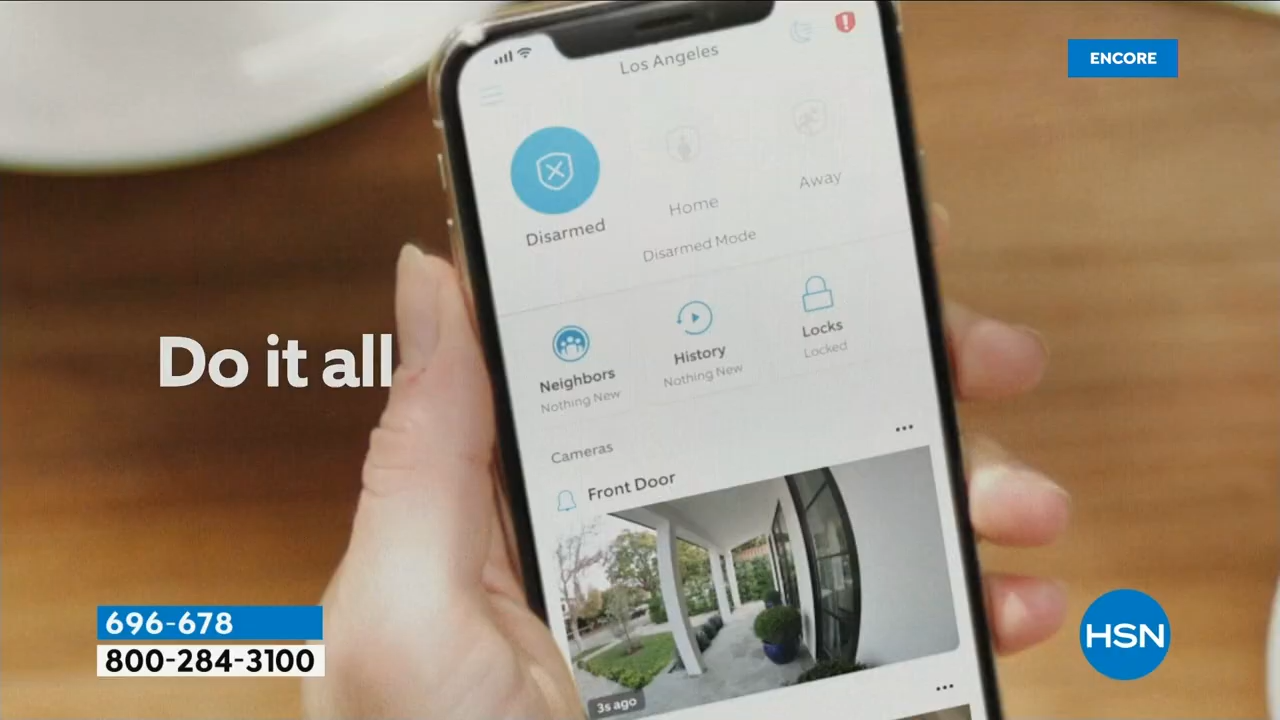 ENCORE
Los Angeles
Disarmed
Home
Away
Disarmed Mode
Neighbors
Nothing New
History
Nothing New
Locks
Locked
Cameras
Front Door
3s ago
Do it all
696-678
800-284-3100
HSN